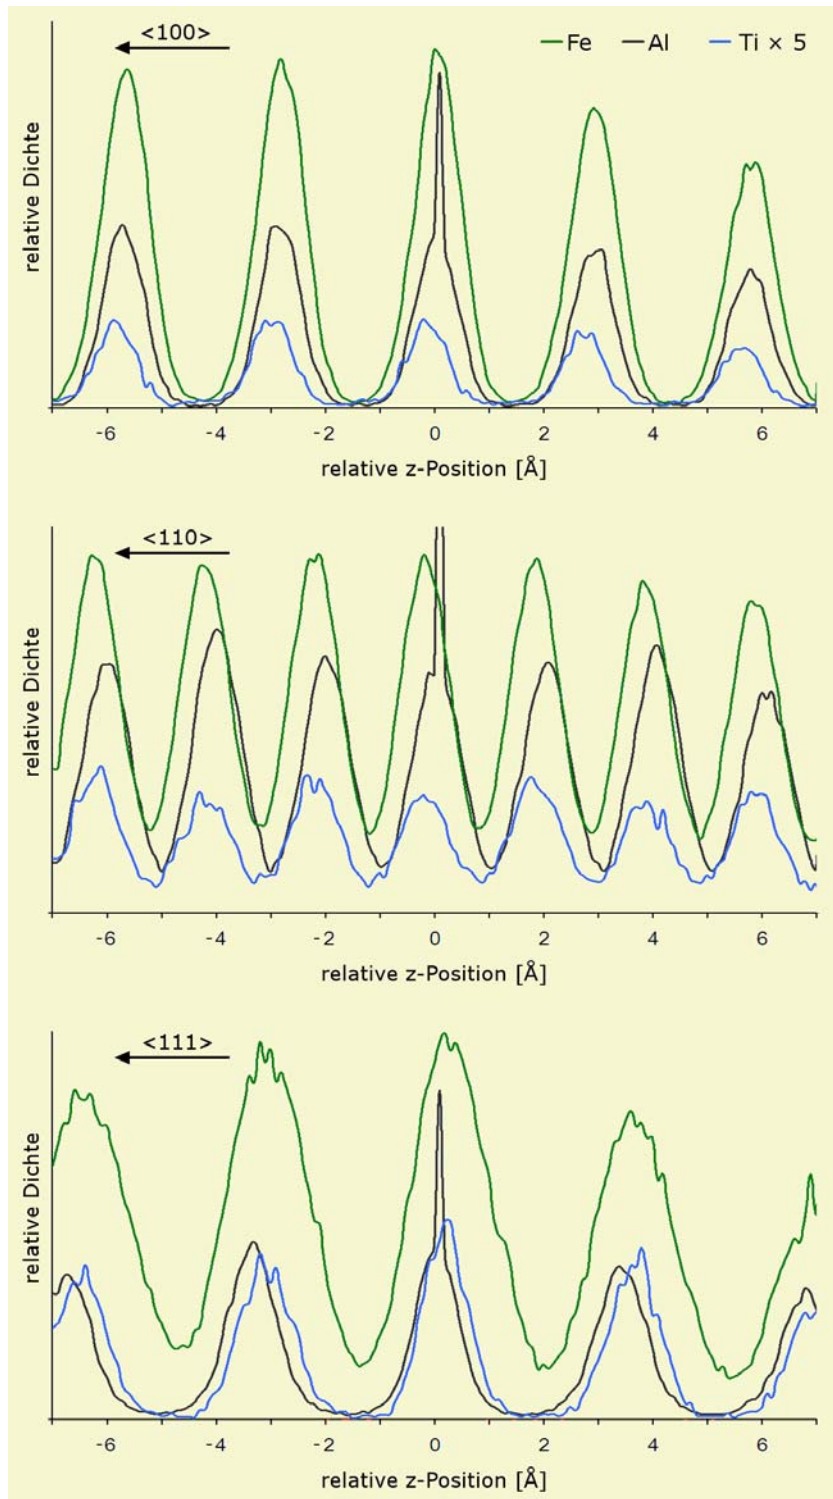 <100>
Fe Al Ti × 5
relative Dichte
-6 -4 -2 0 2 4 6
relative z-Position [Å]
<110>
relative Dichte
-6 -4 -2 0 2 4 6
relative z-Position [Å]
<111>
relative Dichte
-6 -4 -2 0 2 4 6
relative z-Position [Å]